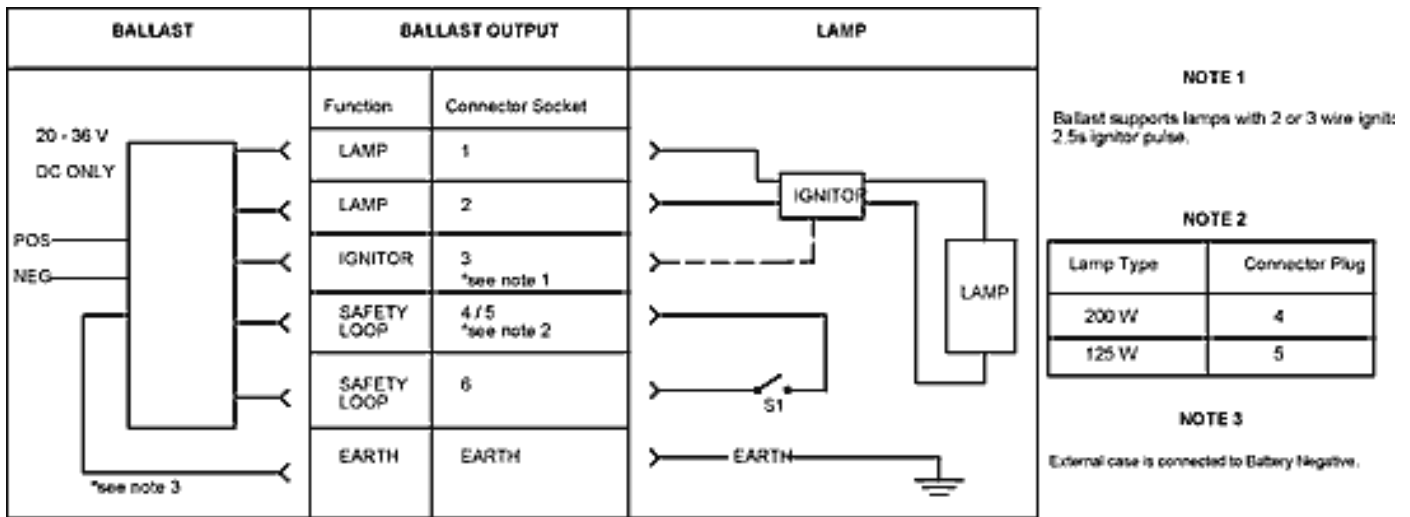 BALLAST
BALLAST OUTPUT
LAMP
Function
Connector Socket
20 - 36 V
DC ONLY
POS
NEG
LAMP 1
LAMP 2
IGNITOR 3
*see note 1
SAFETY LOOP 4 / 5
*see note 2
SAFETY LOOP 6
EARTH EARTH
*see note 3
IGNITOR
LAMP
S1
EARTH
NOTE 1
Ballast supports lamps with 2 or 3 wire
2.5s ignitor pulse.
NOTE 2
Lamp Type Connector Plug
200 W 4
125 W 5
NOTE 3
External case is connected to Battery Negative.